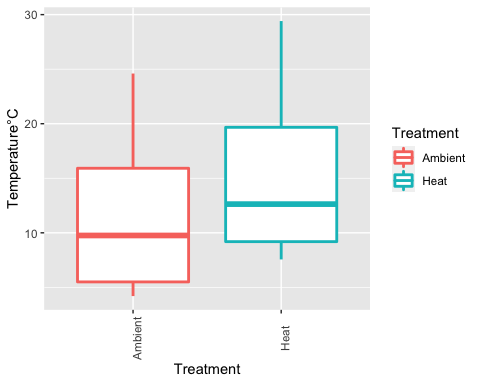 Temperature°C
30
20
10
Ambient
Heat
Treatment
Treatment
Ambient
Heat